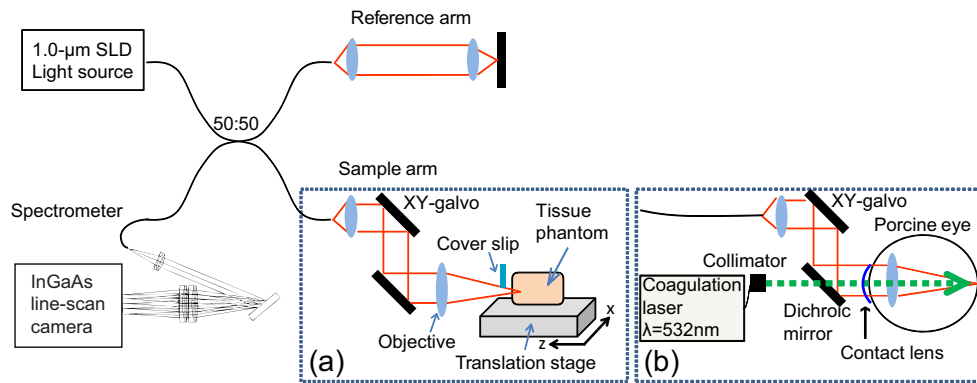 Reference arm
1.0-μm SLD
Light source
50:50
Sample arm
Spectrometer
InGaAs
line-scan
camera
XY-galvo
Cover slip
Tissue
phantom
Objective
Translation stage
x
z
(a)
XY-galvo
Porcine eye
Collimator
Coagulation
laser
λ=532nm
Dichroic
mirror
Contact lens
(b)